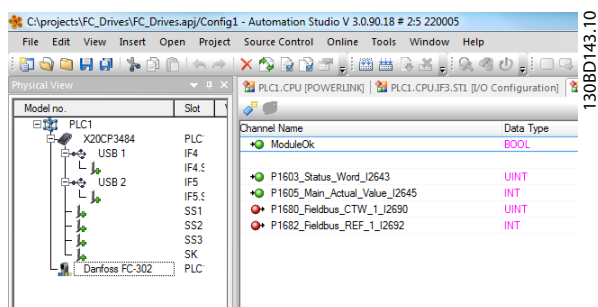 C:\projects\FC_Drives\FC_Drives.apj/Config1 - Automation Studio V 3.0.90.18 # 2:5 220005
File Edit View Insert Open Project Source Control Online Tools Window Help
Physical View
PLC1.CPU [POWERLINK] PLC1.CPU.IF3.ST1 [I/O Configuration]
Model no. Slot
Channel Name Data Type
PLC1
X20CP3484 PLC
USB 1 IF4
IF4.S
USB 2 IF5
IF5.S
SS1
SS2
SS3
SK
Danfoss FC-302 PLC
ModuleOk BOOL
P1603_Status_Word_I2643 UINT
P1605_Main_Actual_Value_I2645 INT
P1680_Fieldbus_CTW_1_I2690 UINT
P1682_Fieldbus_REF_1_I2692 INT
130BD143.10